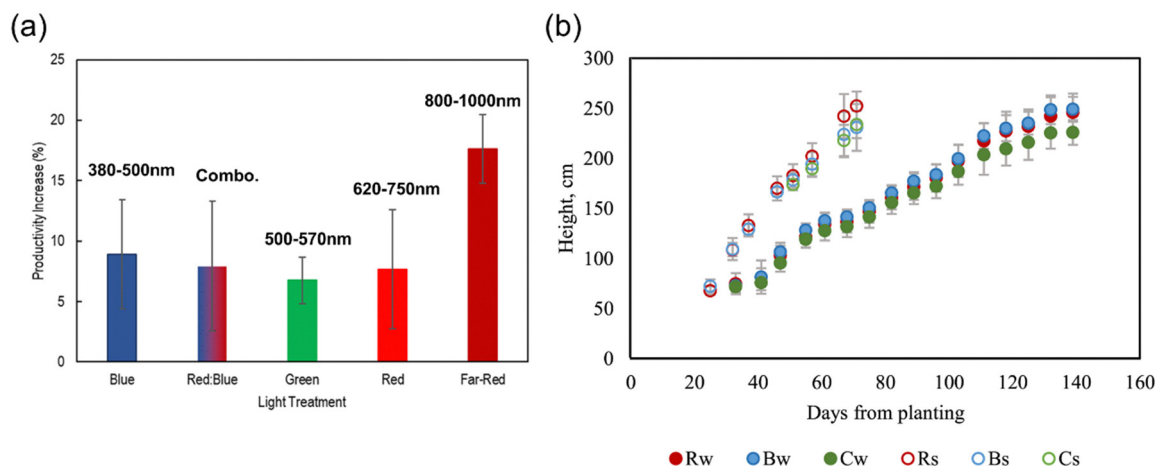 (a)
25
20
15
10
5
0
Productivity Increase (%)
380-500nm
Combo.
500-570nm
620-750nm
800-1000nm
Blue
Red:Blue
Green
Red
Far-Red
Light Treatment
(b)
300
250
200
150
100
50
0
Height, cm
0 20 40 60 80 100 120 140 160
Days from planting
Rw Bw Cw Rs Bs Cs